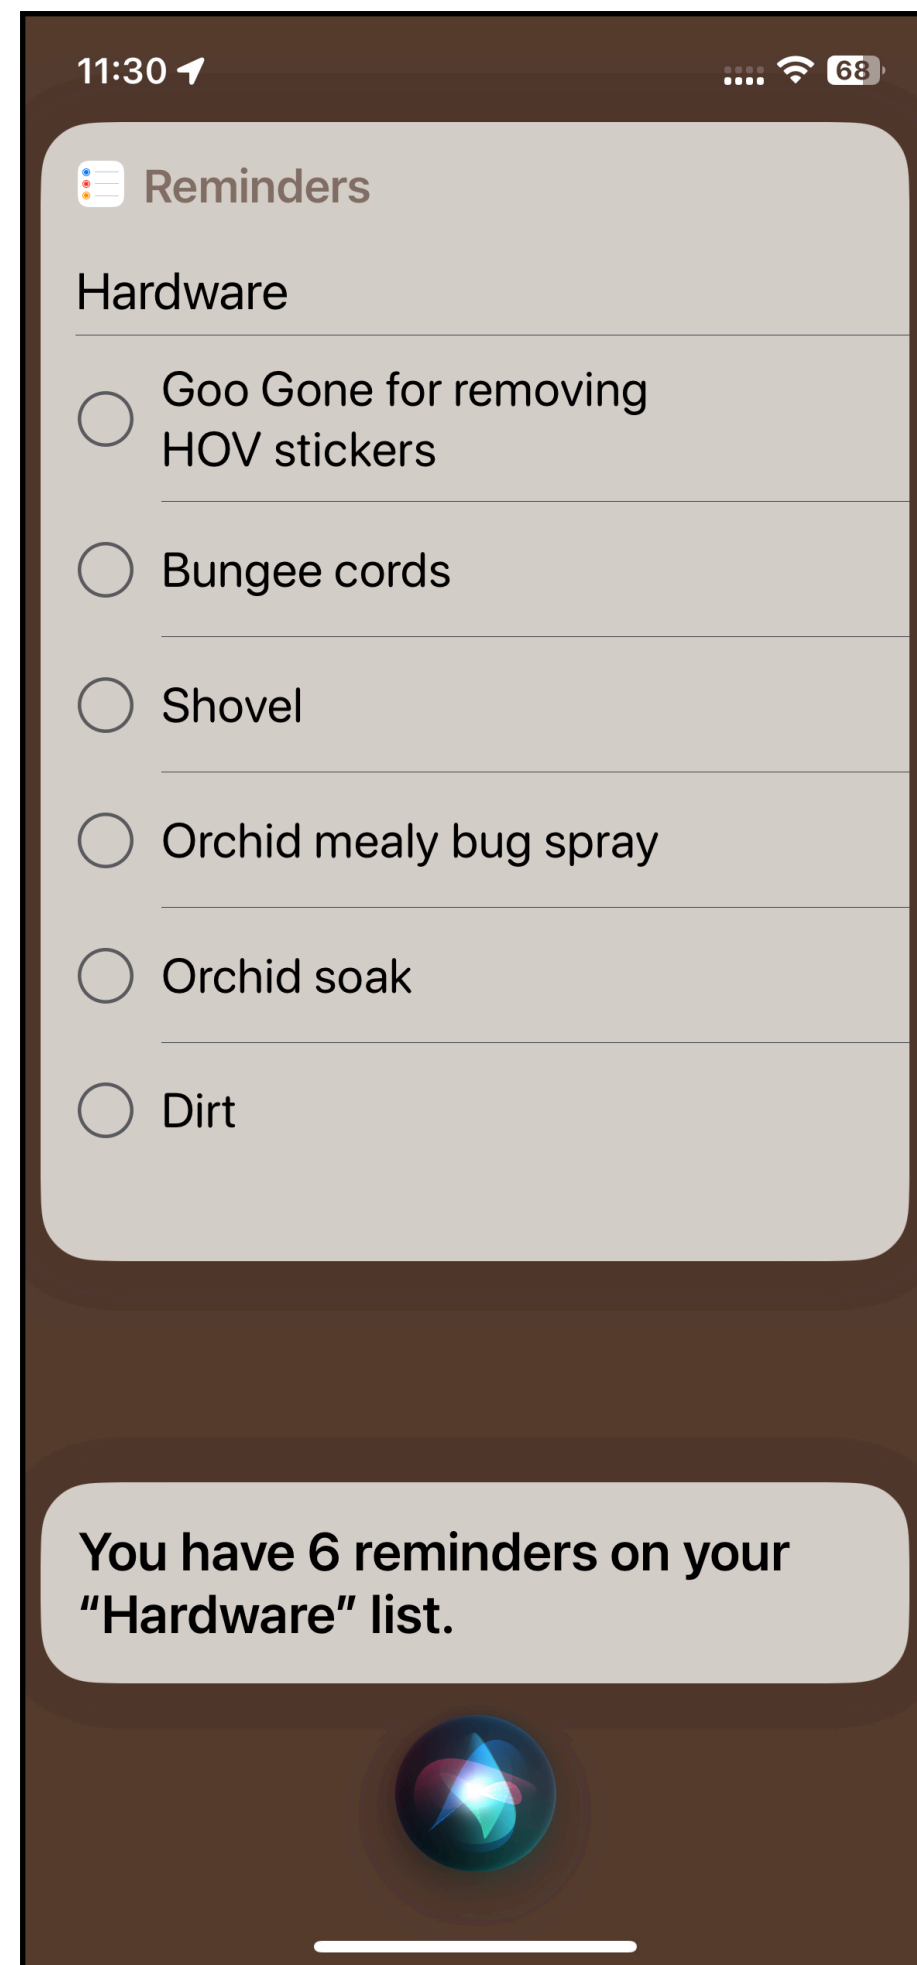 11:30
68
Reminders
Hardware
Goo Gone for removing
HOV stickers
Bungee cords
Shovel
Orchid mealy bug spray
Orchid soak
Dirt
You have 6 reminders on your
“Hardware” list.